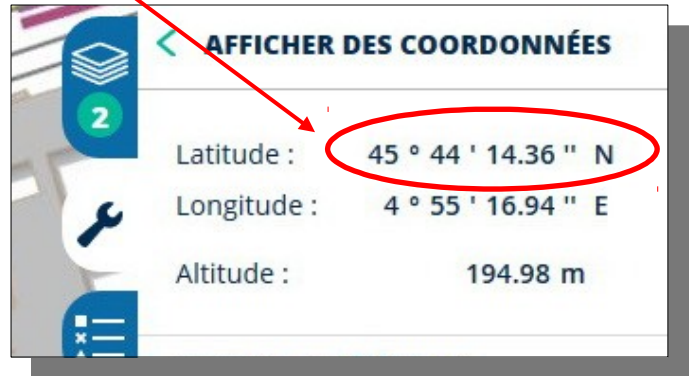 AFFICHER DES COORDONNÉES
2
Latitude : 45 ° 44 ' 14.36 '' N
Longitude : 4 ° 55 ' 16.94 '' E
Altitude : 194.98 m